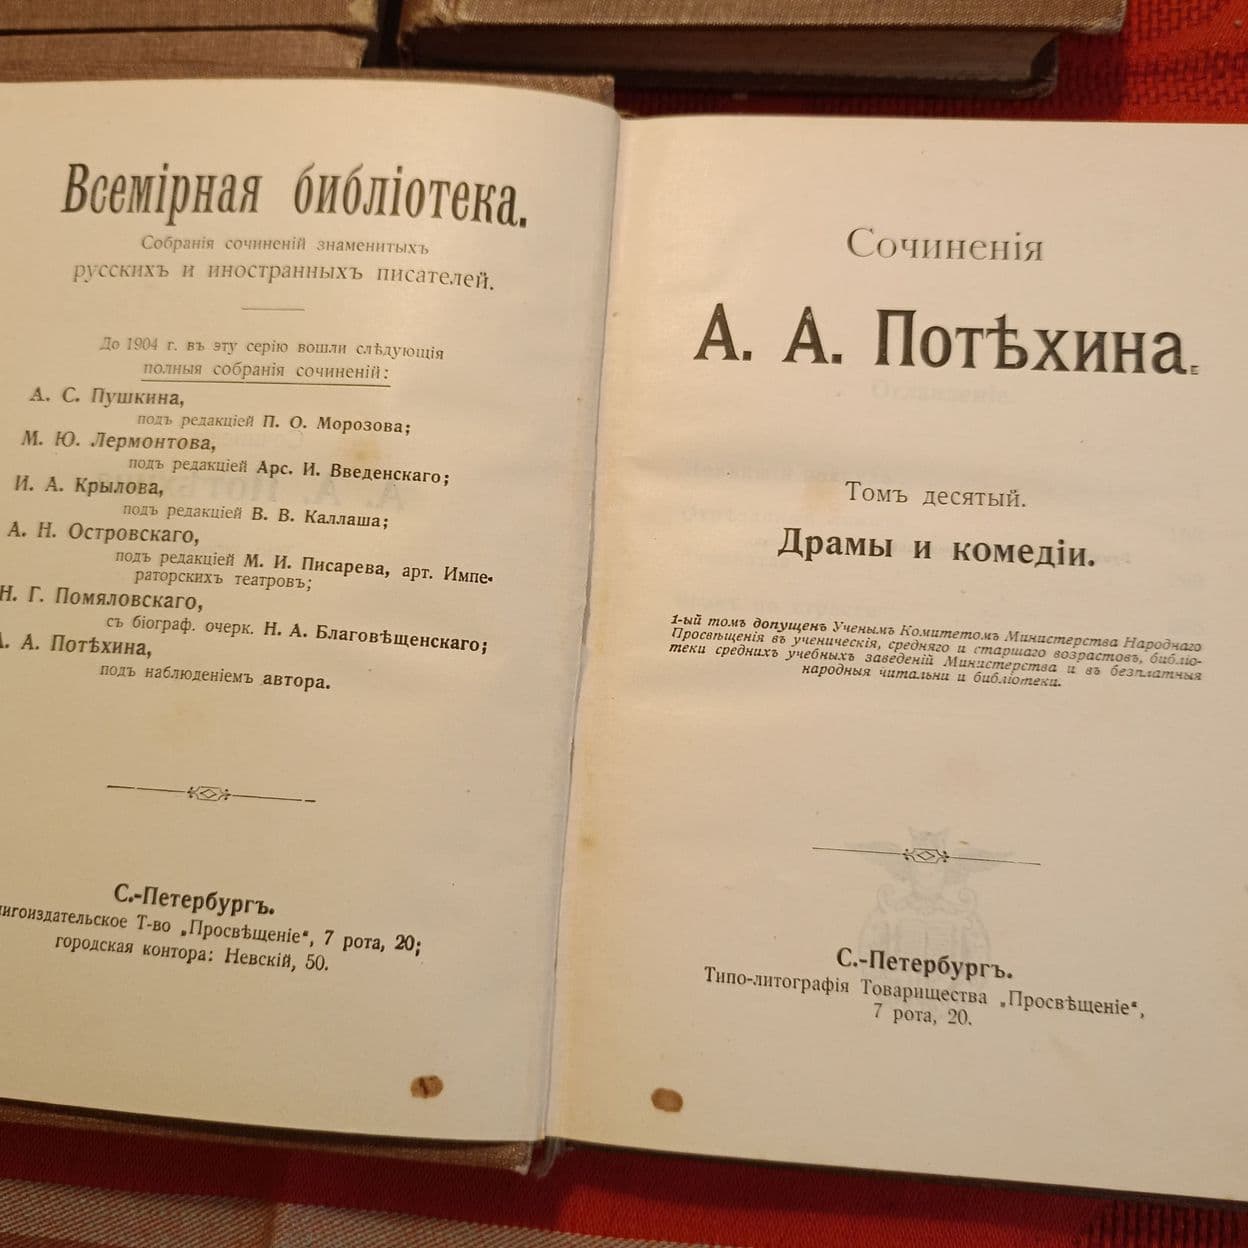 Всемірная библіотека.
Собранія сочиненій знаменитыхъ
русскихъ и иностранныхъ писателей.
До 1904 г. въ эту серію вошли слѣдующія
полныя собранія сочиненій:
А. С. Пушкина,
подъ редакціей П. О. Морозова;
М. Ю. Лермонтова,
подъ редакціей Арс. И. Введенскаго;
И. А. Крылова,
подъ редакціей В. В. Каллаша;
А. Н. Островскаго,
подъ редакціей М. И. Писарева, арт. Импе-
раторскихъ театровъ;
Н. Г. Помяловскаго,
съ біограф. очерк. Н. А. Благовѣщенскаго;
А. А. Потѣхина,
подъ наблюденіемъ автора.
С.-Петербургъ.
игоиздательское Т-во „Просвѣщеніе“, 7 рота, 20;
городская контора: Невскій, 50.
Сочиненія
А. А. Потѣхина.
Томъ десятый.
Драмы и комедіи.
1-ый томъ допущенъ Ученымъ Комитетомъ Министерства Народнаго
Просвѣщенія въ ученическія, средняго и старшаго возрастовъ, библіо-
теки среднихъ учебныхъ заведеній Министерства и въ безплатныя
народныя читальни и библіотеки.
С.-Петербургъ.
Типо-литографія Товарищества „Просвѣщеніе“,
7 рота, 20.